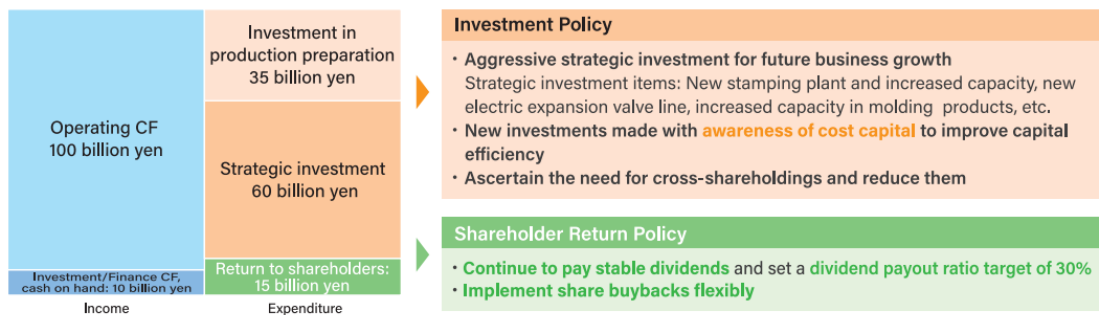 Operating CF
100 billion yen
Investment/Finance CF,
cash on hand: 10 billion yen
Income
Investment in
production preparation
35 billion yen
Strategic investment
60 billion yen
Return to shareholders:
15 billion yen
Expenditure
Investment Policy
・Aggressive strategic investment for future business growth
Strategic investment items: New stamping plant and increased capacity, new
electric expansion valve line, increased capacity in molding products, etc.
・New investments made with awareness of cost capital to improve capital
efficiency
・Ascertain the need for cross-shareholdings and reduce them
Shareholder Return Policy
・Continue to pay stable dividends and set a dividend payout ratio target of 30%
・Implement share buybacks flexibly